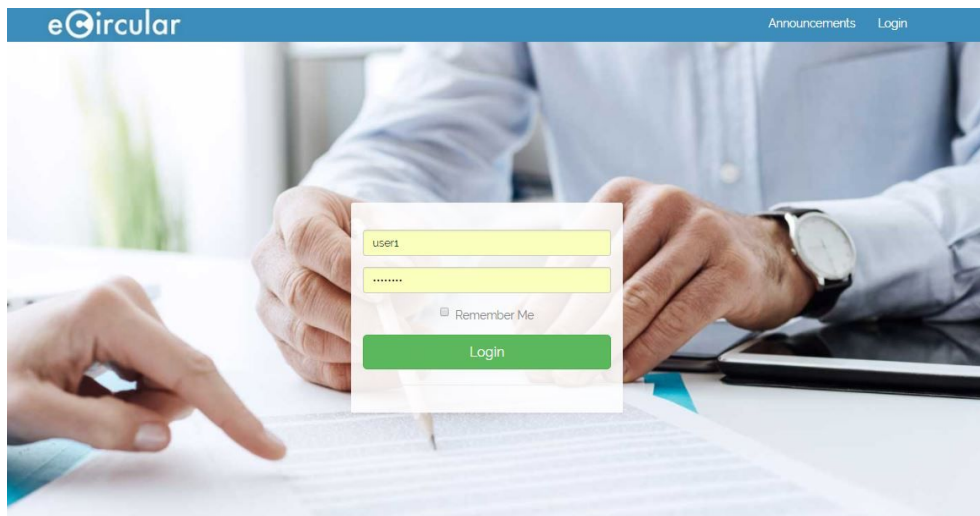 eCircular
Announcements Login
user1
........
Remember Me
Login